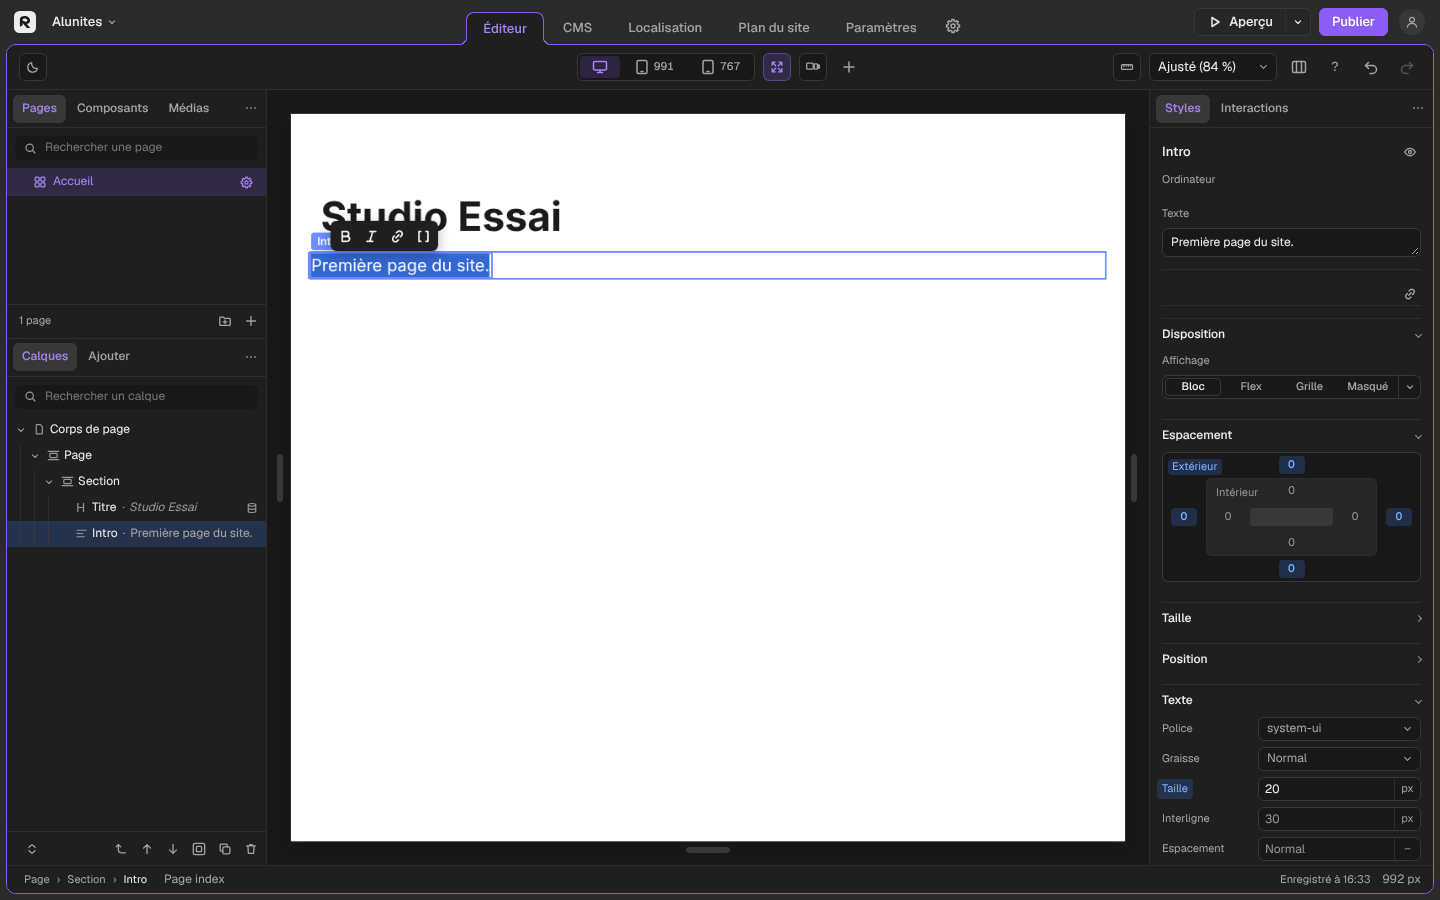 Alunites
Éditeur
CMS
Localisation
Plan du site
Paramètres
Aperçu
Publier
991
767
Ajusté (84 %)
?
Pages
Composants
Médias
Rechercher une page
Accueil
1 page
Calques
Ajouter
Rechercher un calque
Corps de page
Page
Section
Titre · Studio Essai
Intro · Première page du site.
Studio Essai
B I [ ]
Première page du site.
Styles
Interactions
Intro
Ordinateur
Texte
Première page du site.
Disposition
Affichage
Bloc
Flex
Grille
Masqué
Espacement
Extérieur
0
Intérieur
0
0
0
0
0
0
0
Taille
Position
Texte
Police
system-ui
Graisse
Normal
Taille
20
px
Interligne
30
px
Espacement
Normal
–
Page › Section › Intro
Page index
Enregistré à 16:33
992 px